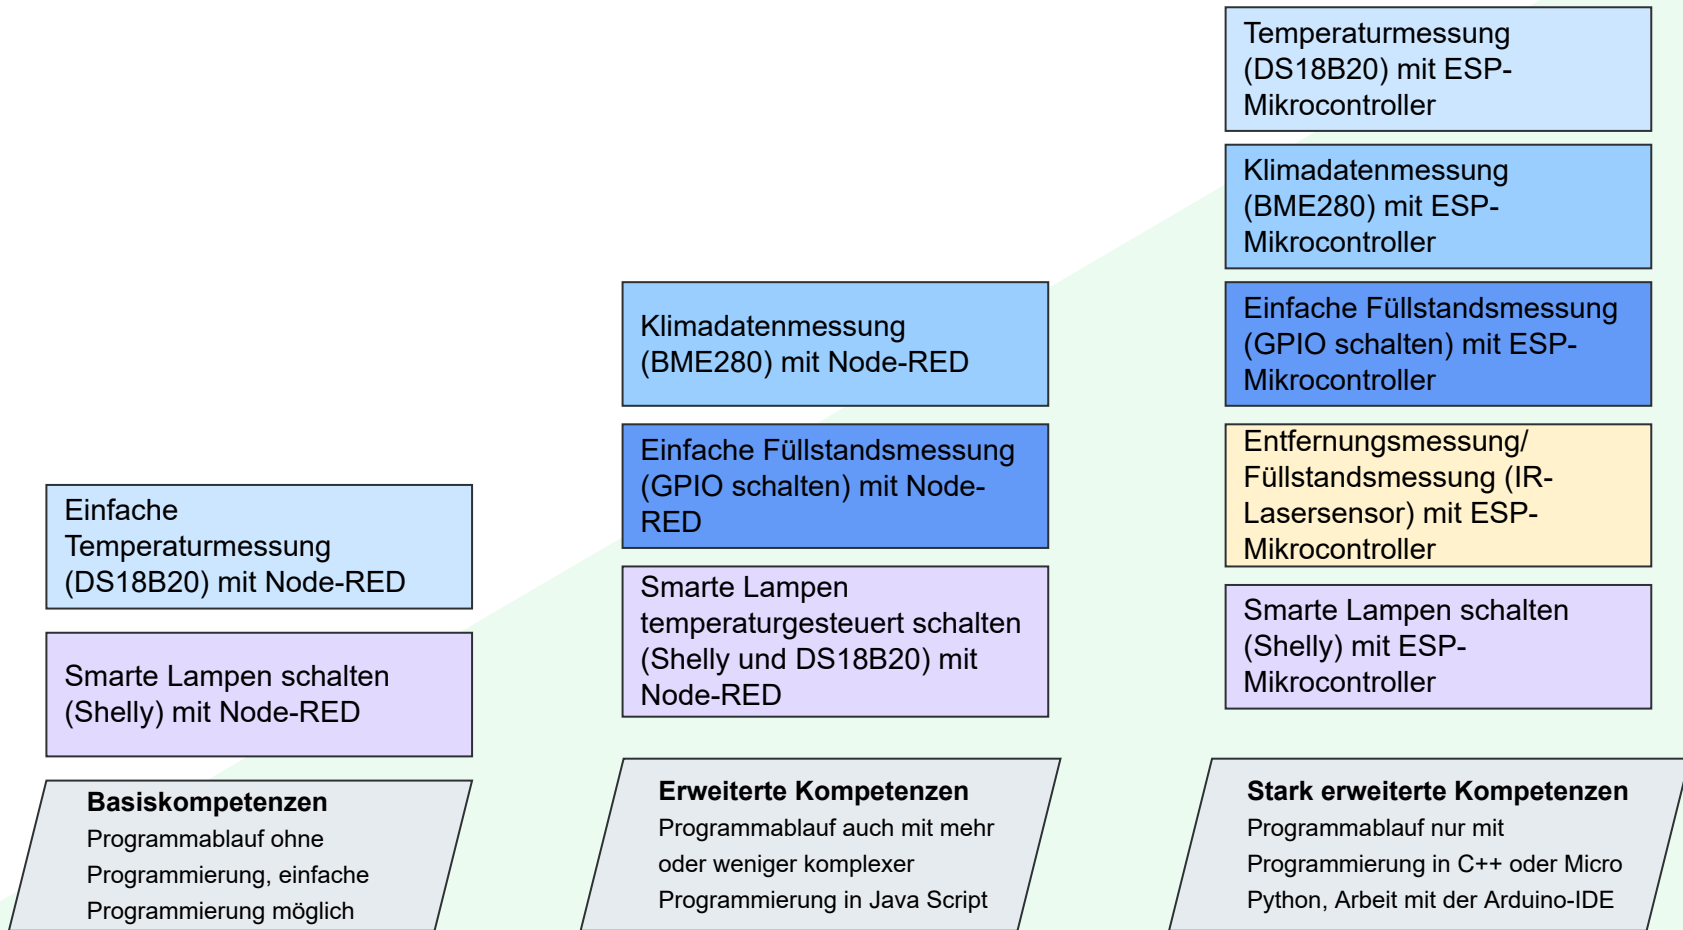 Einfache
Temperaturmessung
(DS18B20) mit Node-RED
Smarte Lampen schalten
(Shelly) mit Node-RED
Basiskompetenzen
Programmablauf ohne
Programmierung, einfache
Programmierung möglich
Klimadatenmessung
(BME280) mit Node-RED
Einfache Füllstandsmessung
(GPIO schalten) mit Node-
RED
Smarte Lampen
temperaturgesteuert schalten
(Shelly und DS18B20) mit
Node-RED
Erweiterte Kompetenzen
Programmablauf auch mit mehr
oder weniger komplexer
Programmierung in Java Script
Temperaturmessung
(DS18B20) mit ESP-
Mikrocontroller
Klimadatenmessung
(BME280) mit ESP-
Mikrocontroller
Einfache Füllstandsmessung
(GPIO schalten) mit ESP-
Mikrocontroller
Entfernungsmessung/
Füllstandsmessung (IR-
Lasersensor) mit ESP-
Mikrocontroller
Smarte Lampen schalten
(Shelly) mit ESP-
Mikrocontroller
Stark erweiterte Kompetenzen
Programmablauf nur mit
Programmierung in C++ oder Micro
Python, Arbeit mit der Arduino-IDE